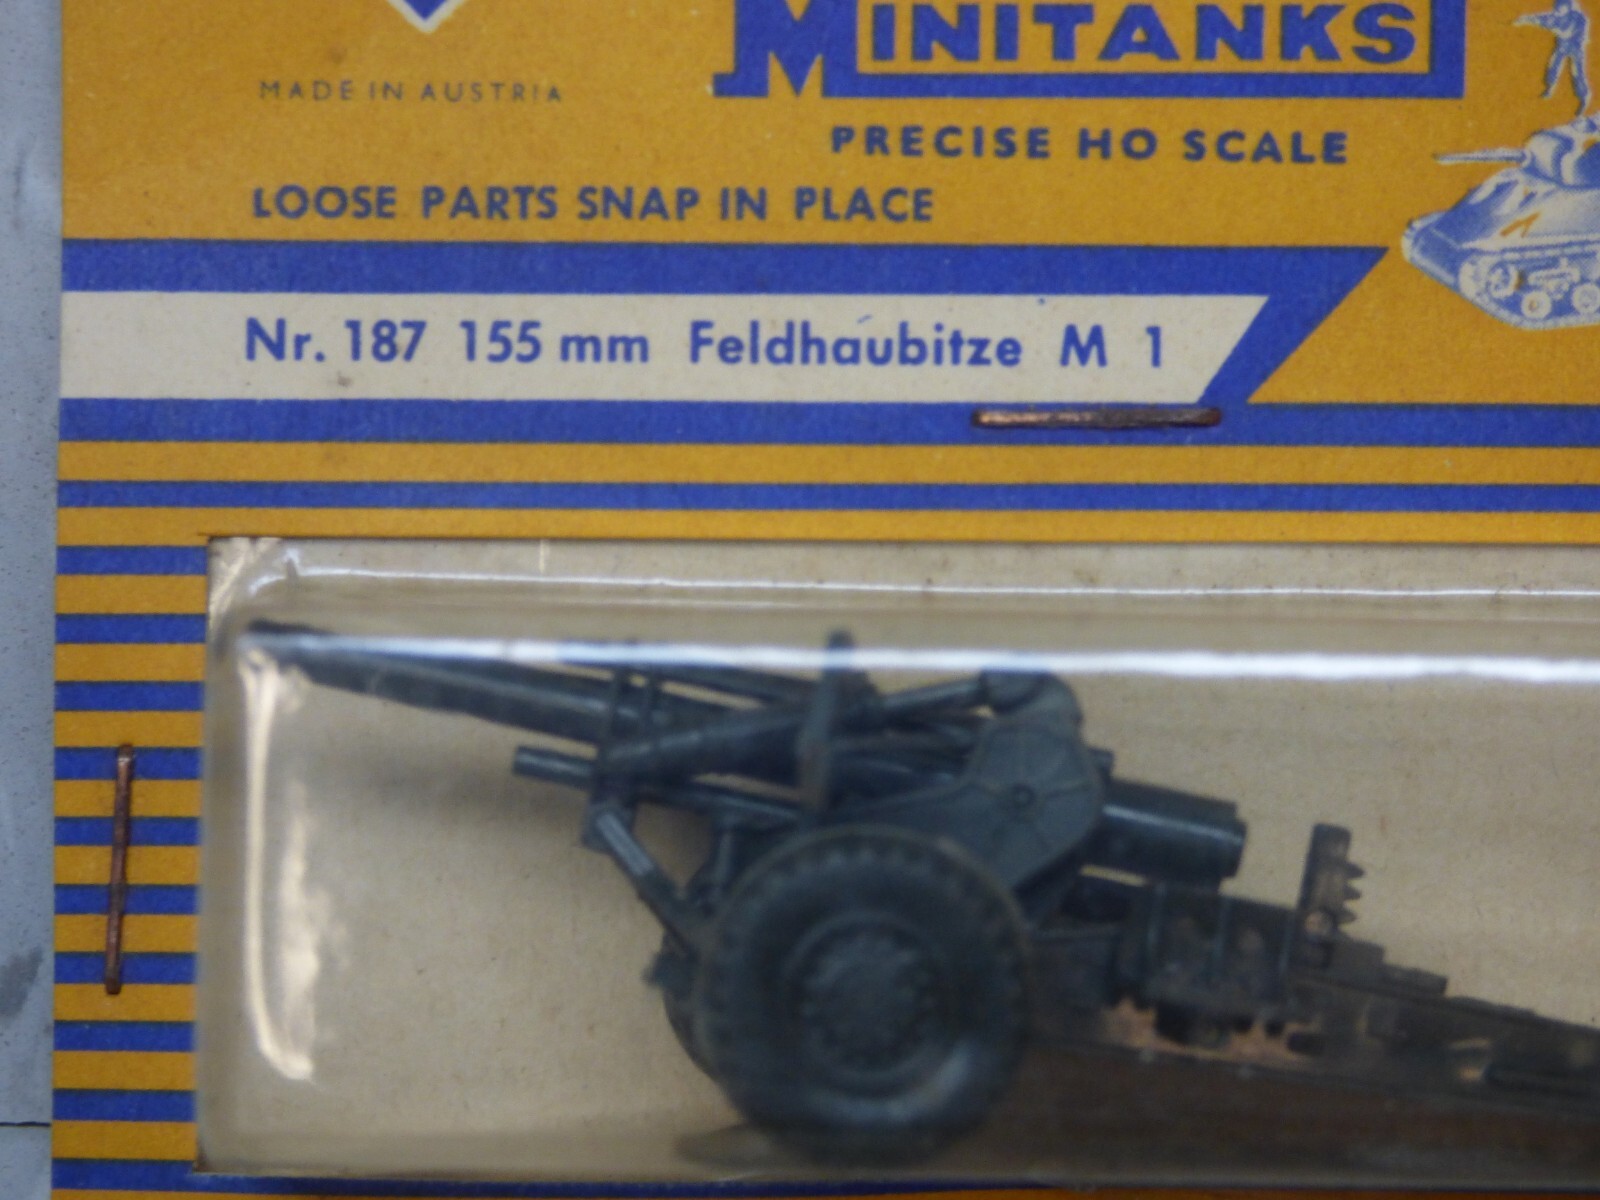 MINITANKS
MADE IN AUSTRIA
PRECISE HO SCALE
LOOSE PARTS SNAP IN PLACE
Nr. 187 155 mm Feldhaubitze M 1